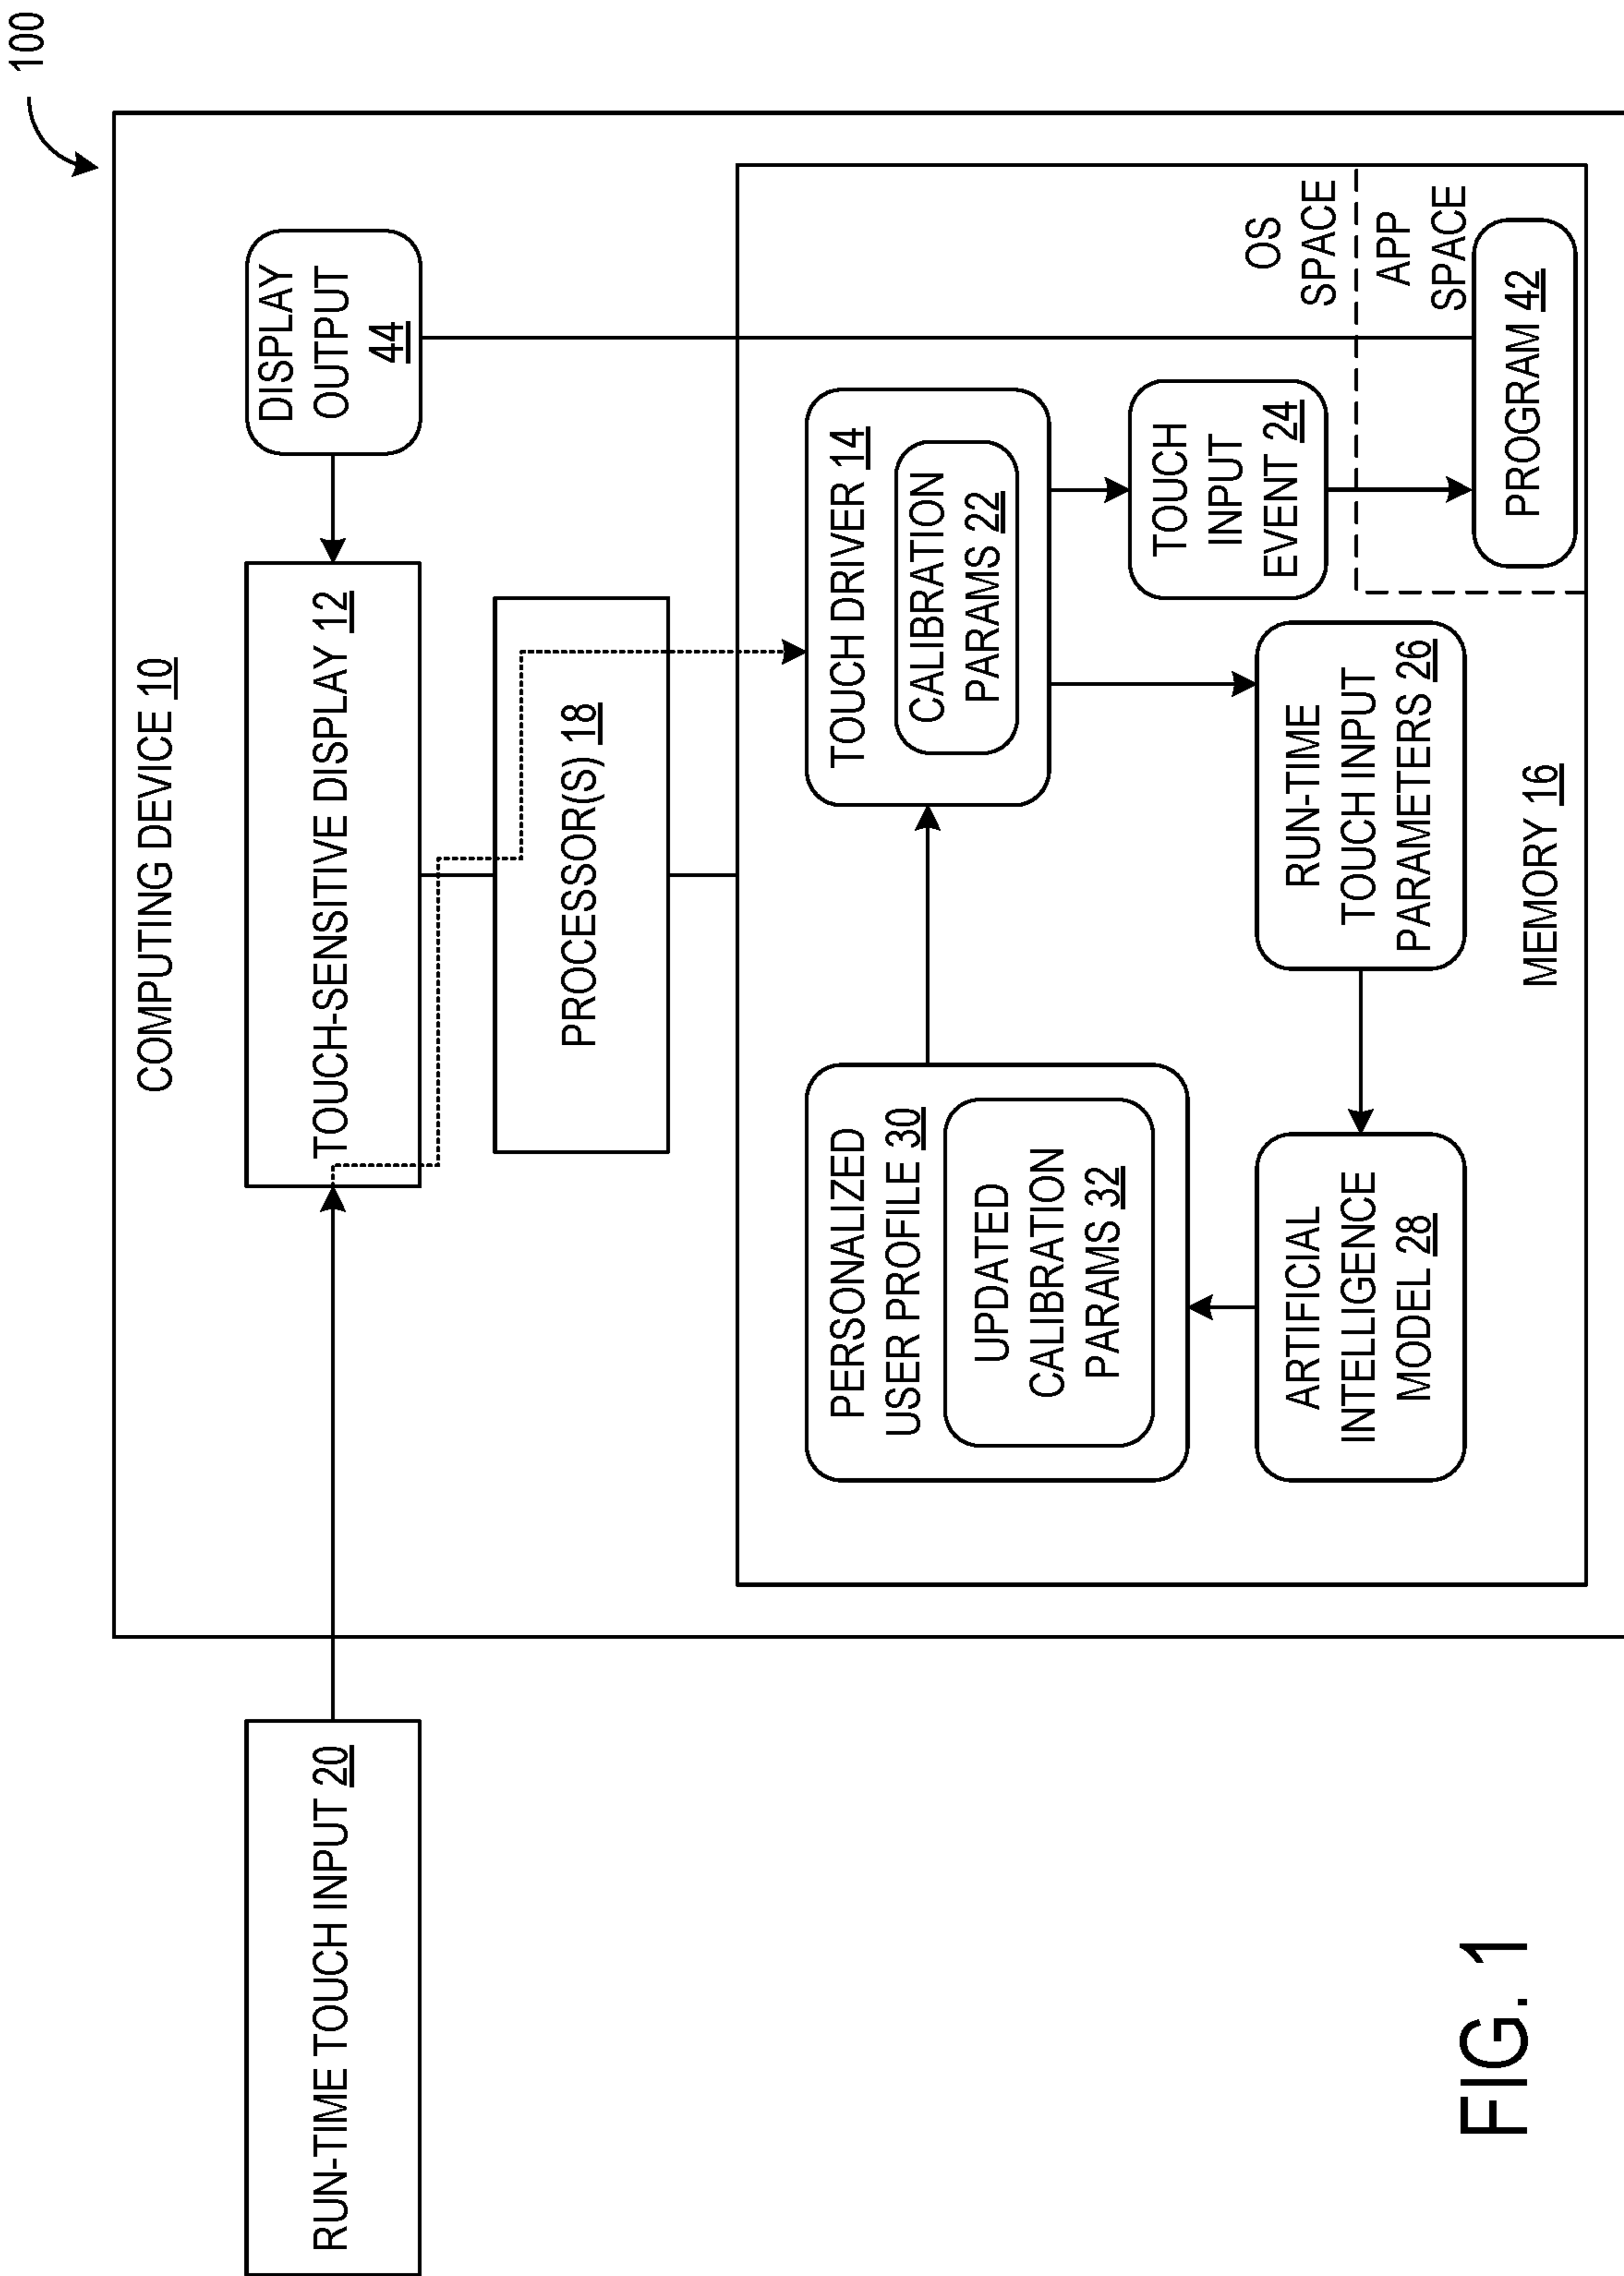 100
COMPUTING DEVICE 10
RUN-TIME TOUCH INPUT 20
TOUCH-SENSITIVE DISPLAY 12
DISPLAY
OUTPUT
44
PROCESSOR(S) 18
PERSONALIZED
USER PROFILE 30
UPDATED
CALIBRATION
PARAMS 32
TOUCH DRIVER 14
CALIBRATION
PARAMS 22
TOUCH
INPUT
EVENT 24
ARTIFICIAL
INTELLIGENCE
MODEL 28
RUN-TIME
TOUCH INPUT
PARAMETERS 26
OS
SPACE
APP
SPACE
PROGRAM 42
MEMORY 16
FIG. 1